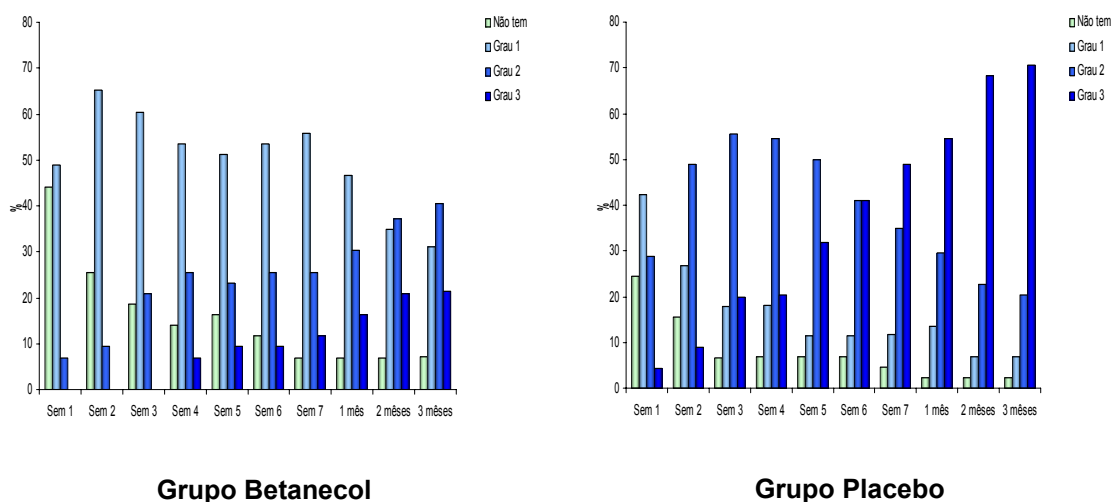 80
70
60
50
40
30
20
10
0
%
Não tem
Grau 1
Grau 2
Grau 3
Sem 1 Sem 2 Sem 3 Sem 4 Sem 5 Sem 6 Sem 7 1 mês 2 mêses 3 mêses
Grupo Betanecol
80
70
60
50
40
30
20
10
0
%
Não tem
Grau 1
Grau 2
Grau 3
Sem 1 Sem 2 Sem 3 Sem 4 Sem 5 Sem 6 Sem 7 1 mês 2 mêses 3 mêses
Grupo Placebo